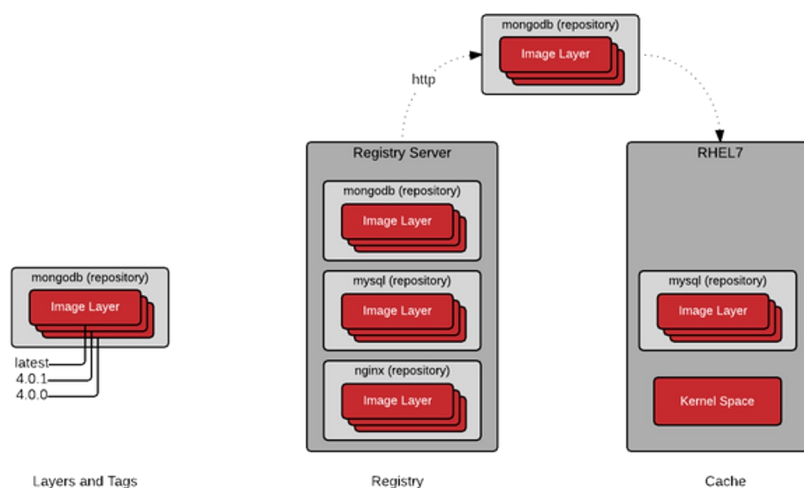 mongodb (repository)
Image Layer
http
Registry Server
mongodb (repository)
Image Layer
mysql (repository)
Image Layer
nginx (repository)
Image Layer
RHEL7
mysql (repository)
Image Layer
Kernel Space
mongodb (repository)
Image Layer
latest
4.0.1
4.0.0
Layers and Tags
Registry
Cache